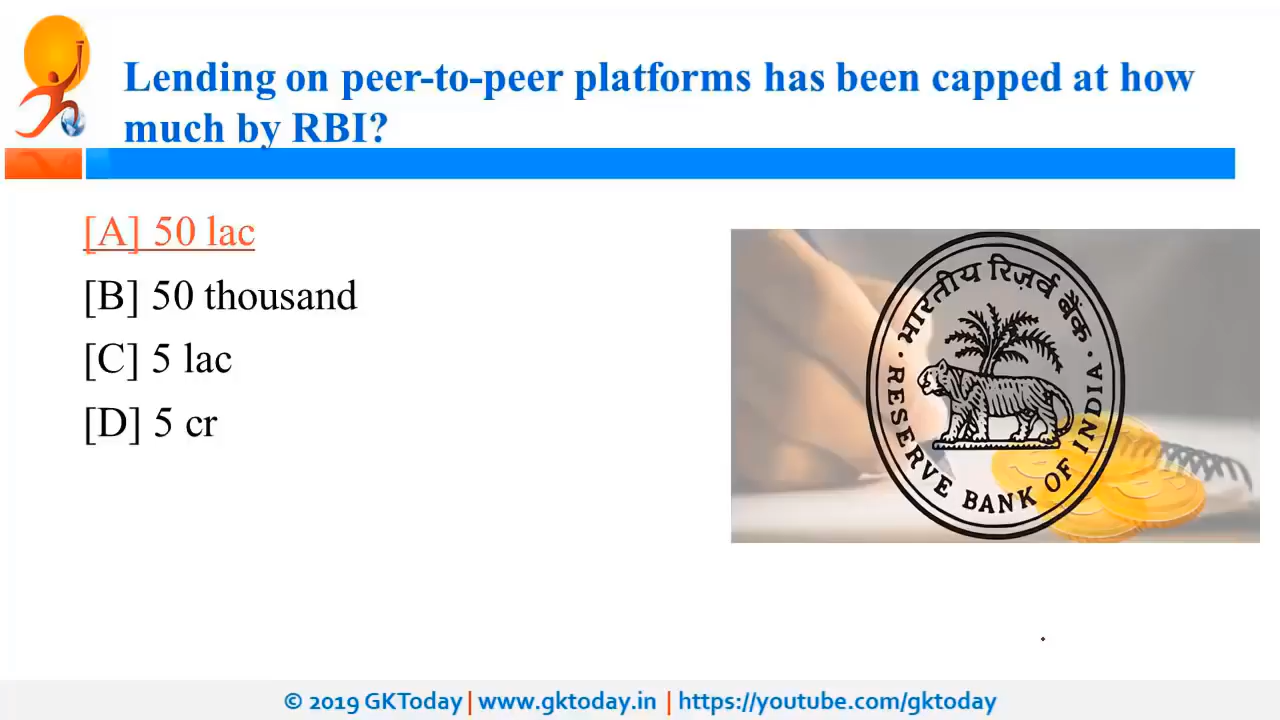 Lending on peer-to-peer platforms has been capped at how
much by RBI?
[A] 50 lac
[B] 50 thousand
[C] 5 lac
[D] 5 cr
भारतीय रिज़र्व बैंक
RESERVE BANK OF INDIA
© 2019 GKToday | www.gktoday.in | https://youtube.com/gktoday